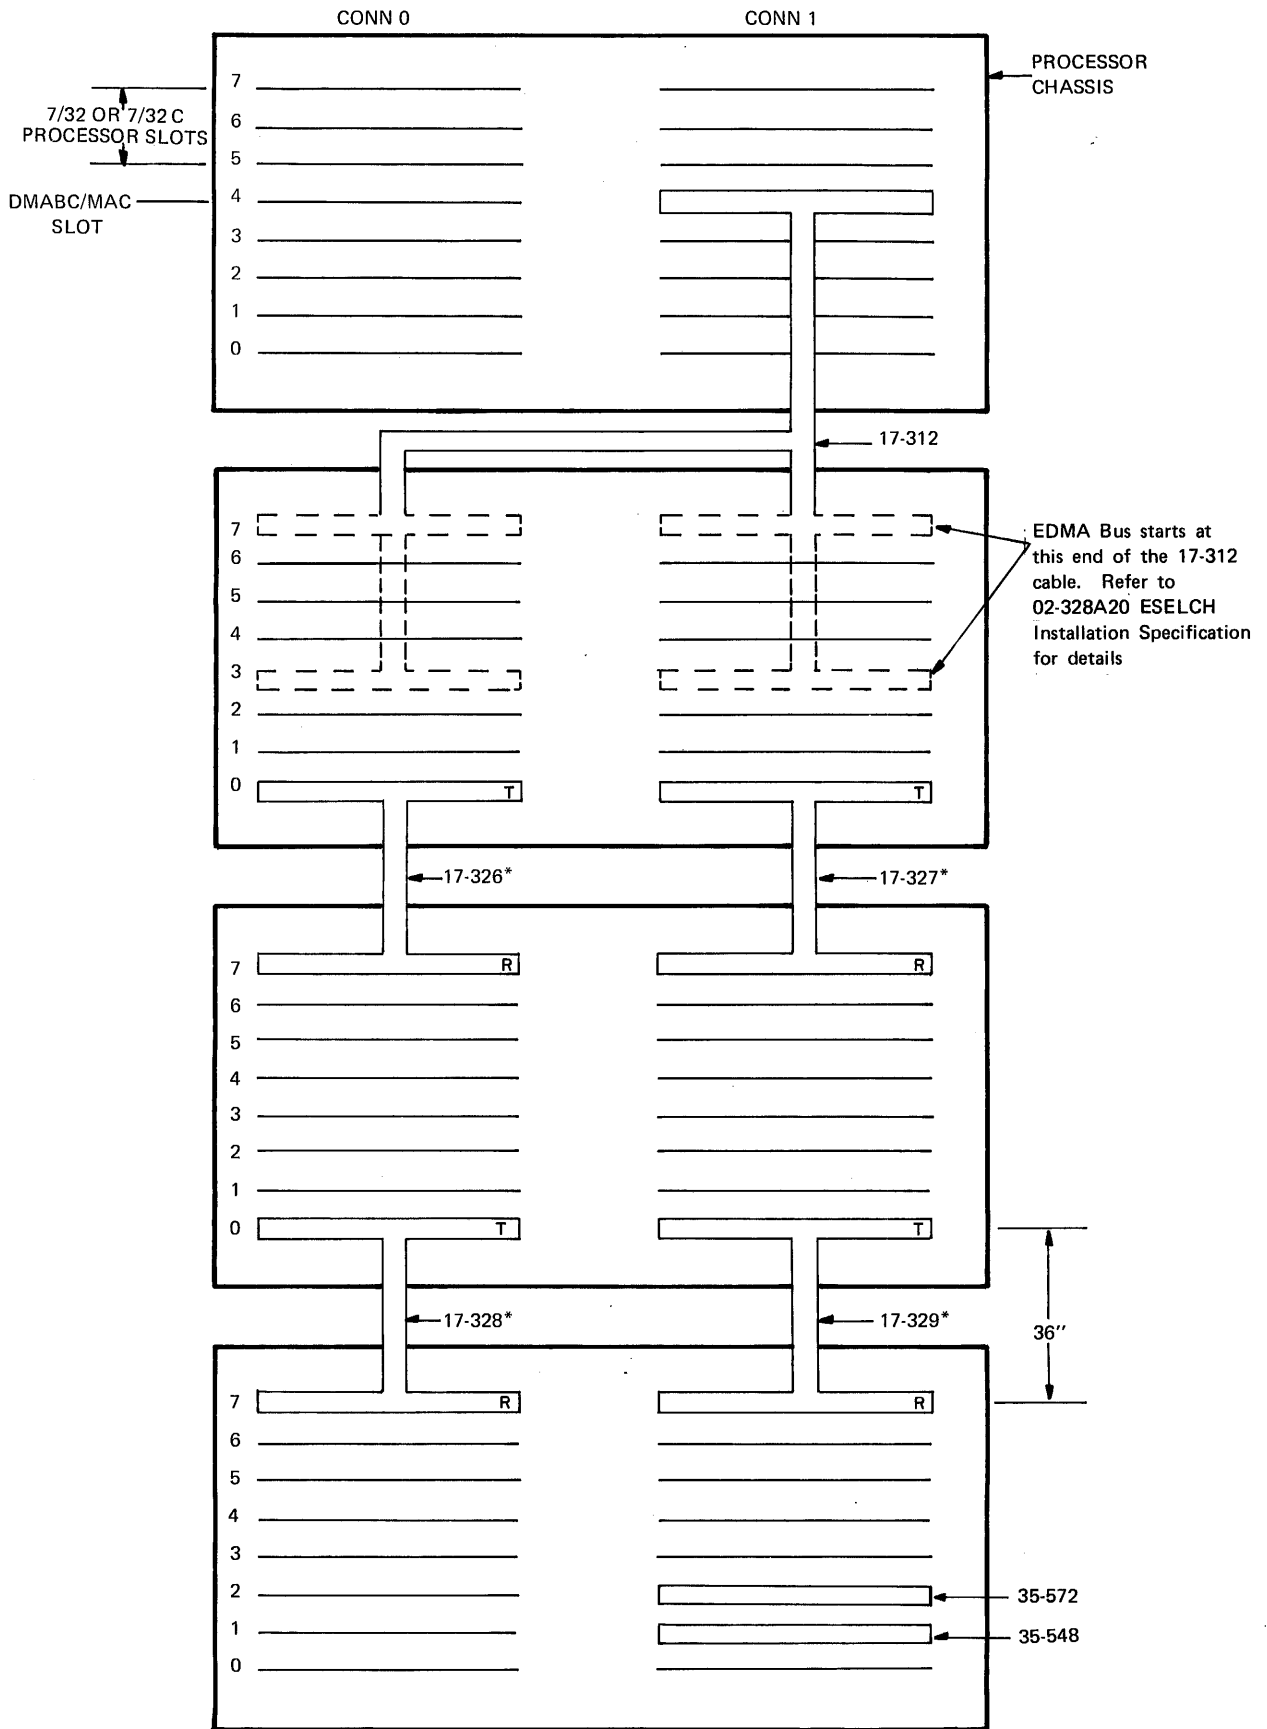 CONN 0
CONN 1
PROCESSOR
CHASSIS
7
7/32 OR 7/32 C
PROCESSOR SLOTS
6
5
DMABC/MAC
SLOT
4
3
2
1
0
17-312
7
6
5
4
3
2
1
0
T
T
EDMA Bus starts at
this end of the 17-312
cable. Refer to
02-328A20 ESELCH
Installation Specification
for details
17-326*
17-327*
7
R
R
6
5
4
3
2
1
0
T
T
17-328*
17-329*
36"
7
R
R
6
5
4
3
2
35-572
1
35-548
0